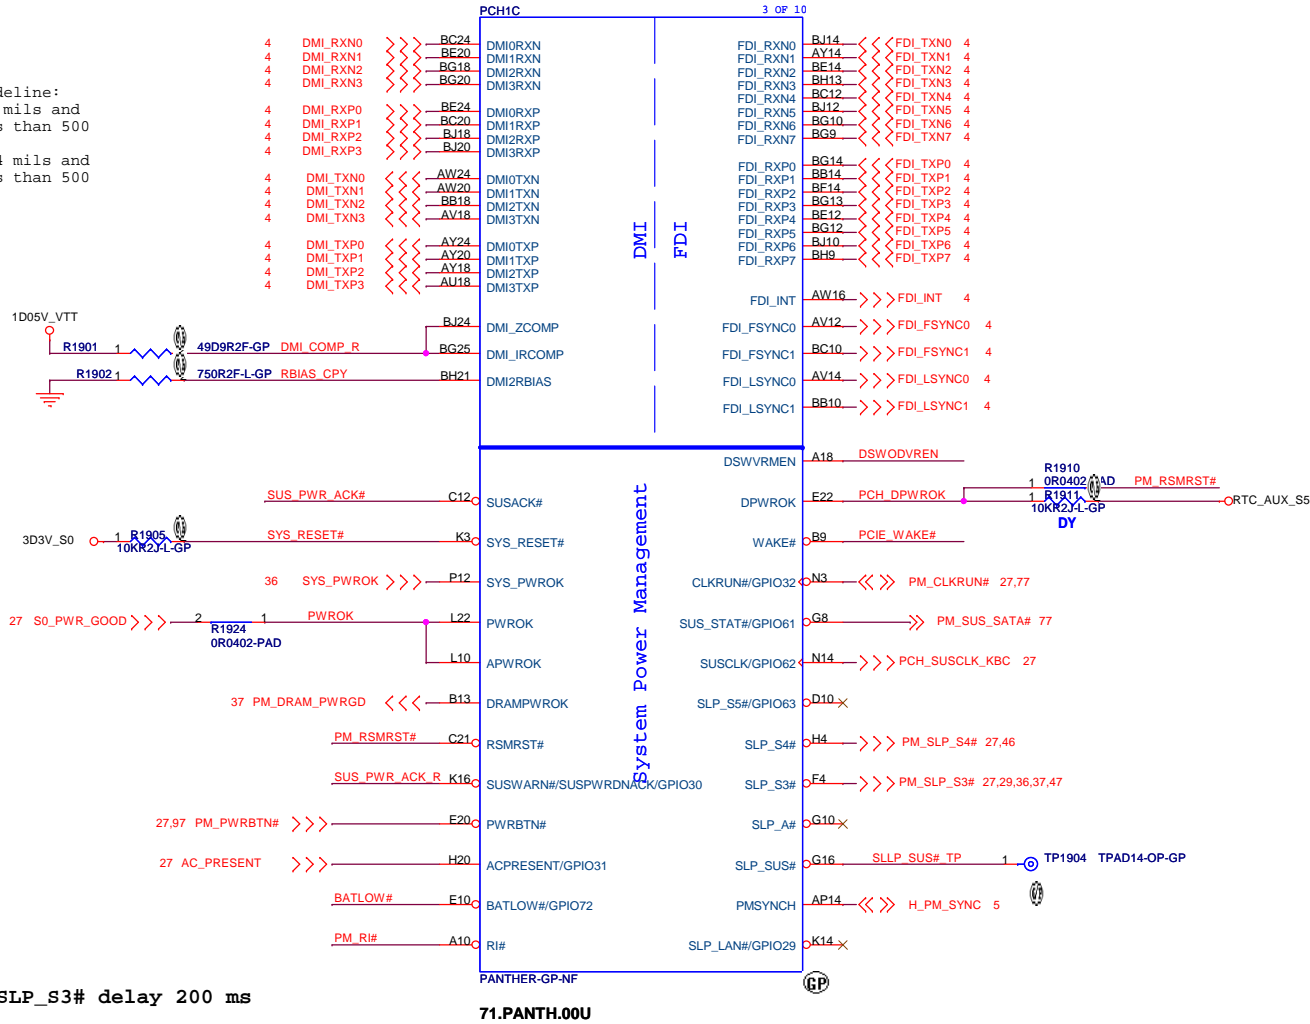 PCH1C
3 OF 10
4 DMI_RXN0 BC24 DMI0RXN FDI_RXN0 BJ14 FDI_TXN0 4
4 DMI_RXN1 BE20 DMI1RXN FDI_RXN1 AY14 FDI_TXN1 4
4 DMI_RXN2 BG18 DMI2RXN FDI_RXN2 BE14 FDI_TXN2 4
4 DMI_RXN3 BG20 DMI3RXN FDI_RXN3 BH13 FDI_TXN3 4
deline:
FDI_RXN4 BC12 FDI_TXN4 4
mils and
4 DMI_RXP0 BE24 DMI0RXP FDI_RXN5 BJ12 FDI_TXN5 4
s than 500
4 DMI_RXP1 BC20 DMI1RXP FDI_RXN6 BG10 FDI_TXN6 4
4 DMI_RXP2 BJ18 DMI2RXP FDI_RXN7 BG9 FDI_TXN7 4
4 DMI_RXP3 BJ20 DMI3RXP
mils and
FDI_RXP0 BG14 FDI_TXP0 4
s than 500
4 DMI_TXN0 AW24 DMI0TXN FDI_RXP1 BB14 FDI_TXP1 4
4 DMI_TXN1 AW20 DMI1TXN FDI_RXP2 BF14 FDI_TXP2 4
4 DMI_TXN2 BB18 DMI2TXN FDI_RXP3 BG13 FDI_TXP3 4
4 DMI_TXN3 AV18 DMI3TXN FDI_RXP4 BE12 FDI_TXP4 4
FDI_RXP5 BG12 FDI_TXP5 4
4 DMI_TXP0 AY24 DMI0TXP FDI_RXP6 BJ10 FDI_TXP6 4
4 DMI_TXP1 AY20 DMI1TXP FDI_RXP7 BH9 FDI_TXP7 4
4 DMI_TXP2 AY18 DMI2TXP
4 DMI_TXP3 AU18 DMI3TXP
DMI
FDI
FDI_INT AW16 FDI_INT 4
1D05V_VTT
BJ24 DMI_ZCOMP FDI_FSYNC0 AV12 FDI_FSYNC0 4
R1901 1 49D9R2F-GP DMI_COMP_R BG25 DMI_IRCOMP FDI_FSYNC1 BC10 FDI_FSYNC1 4
R1902 1 750R2F-L-GP RBIAS_CPY BH21 DMI2RBIAS FDI_LSYNC0 AV14 FDI_LSYNC0 4
FDI_LSYNC1 BB10 FDI_LSYNC1 4
System Power Management
DSWVRMEN A18 DSWODVREN
R1910
1 0R0402 AD PM_RSMRST#
SUS_PWR_ACK# C12 SUSACK# DPWROK E22 PCH_DPWROK 1 R1911 RTC_AUX_S5
10KR2J-L-GP
DY
3D3V_S0 1 R1905 SYS_RESET# K3 SYS_RESET# WAKE# B9 PCIE_WAKE#
10KR2J-L-GP
36 SYS_PWROK P12 SYS_PWROK CLKRUN#/GPIO32 N3 PM_CLKRUN# 27,77
27 S0_PWR_GOOD 2 1 PWROK L22 PWROK SUS_STAT#/GPIO61 G8 PM_SUS_SATA# 77
R1924
0R0402-PAD
L10 APWROK SUSCLK/GPIO62 N14 PCH_SUSCLK_KBC 27
37 PM_DRAM_PWRGD B13 DRAMPWROK SLP_S5#/GPIO63 D10
PM_RSMRST# C21 RSMRST# SLP_S4# H4 PM_SLP_S4# 27,46
SUS_PWR_ACK_R K16 SUSWARN#/SUSPWRDNACK/GPIO30 SLP_S3# F4 PM_SLP_S3# 27,29,36,37,47
27,97 PM_PWRBTN# E20 PWRBTN# SLP_A# G10
27 AC_PRESENT H20 ACPRESENT/GPIO31 SLP_SUS# G16 SLLP_SUS#_TP 1 TP1904 TPAD14-OP-GP
BATLOW# E10 BATLOW#/GPIO72 PMSYNCH AP14 H_PM_SYNC 5
PM_RI# A10 RI# SLP_LAN#/GPIO29 K14
PANTHER-GP-NF
GP
SLP_S3# delay 200 ms
71.PANTH.00U